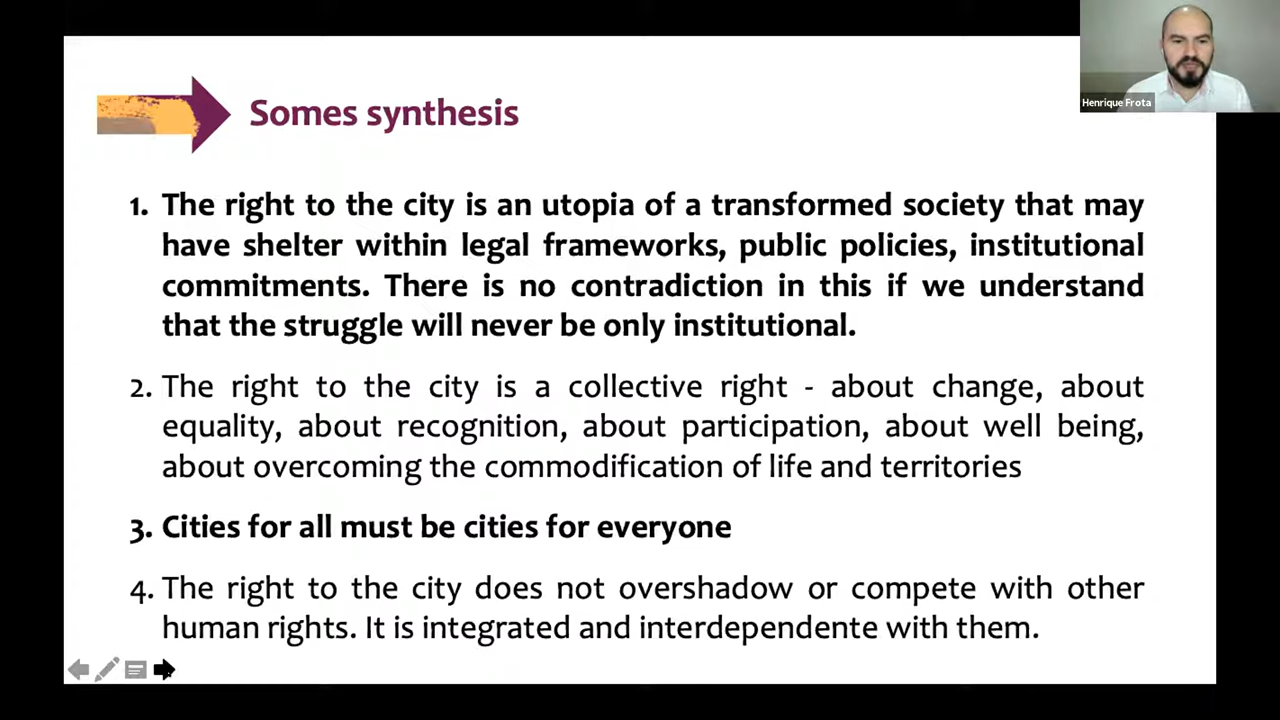 Somes synthesis
Henrique Frota
1. The right to the city is an utopia of a transformed society that may
have shelter within legal frameworks, public policies, institutional
commitments. There is no contradiction in this if we understand
that the struggle will never be only institutional.
2. The right to the city is a collective right - about change, about
equality, about recognition, about participation, about well being,
about overcoming the commodification of life and territories
3. Cities for all must be cities for everyone
4. The right to the city does not overshadow or compete with other
human rights. It is integrated and interdependente with them.